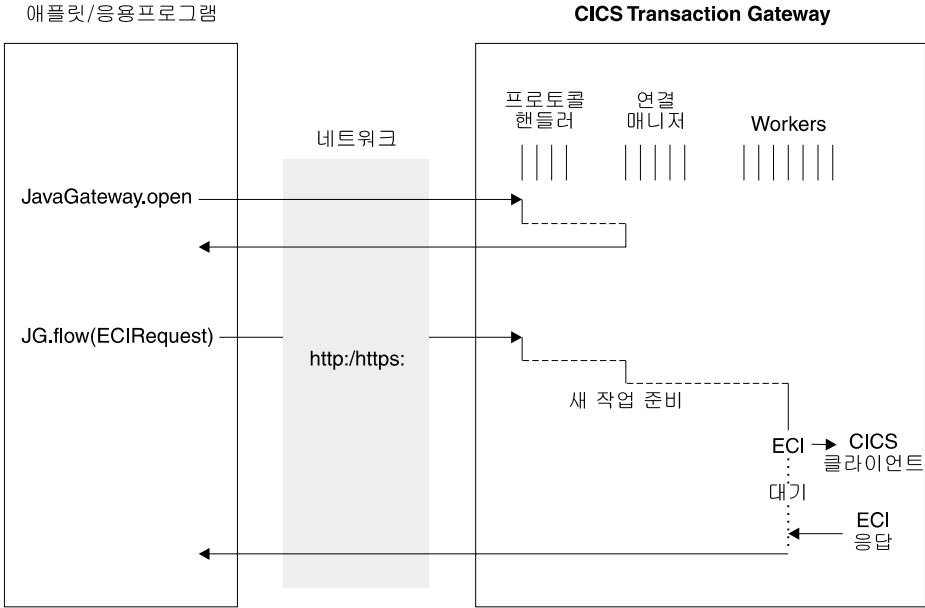 애플릿/응용프로그램
CICS Transaction Gateway
프로토콜
핸들러
연결
매니저
Workers
네트워크
JavaGateway.open
JG.flow(ECIRequest)
http:/https:
새 작업 준비
ECI
CICS
클라이언트
대기
ECI
응답